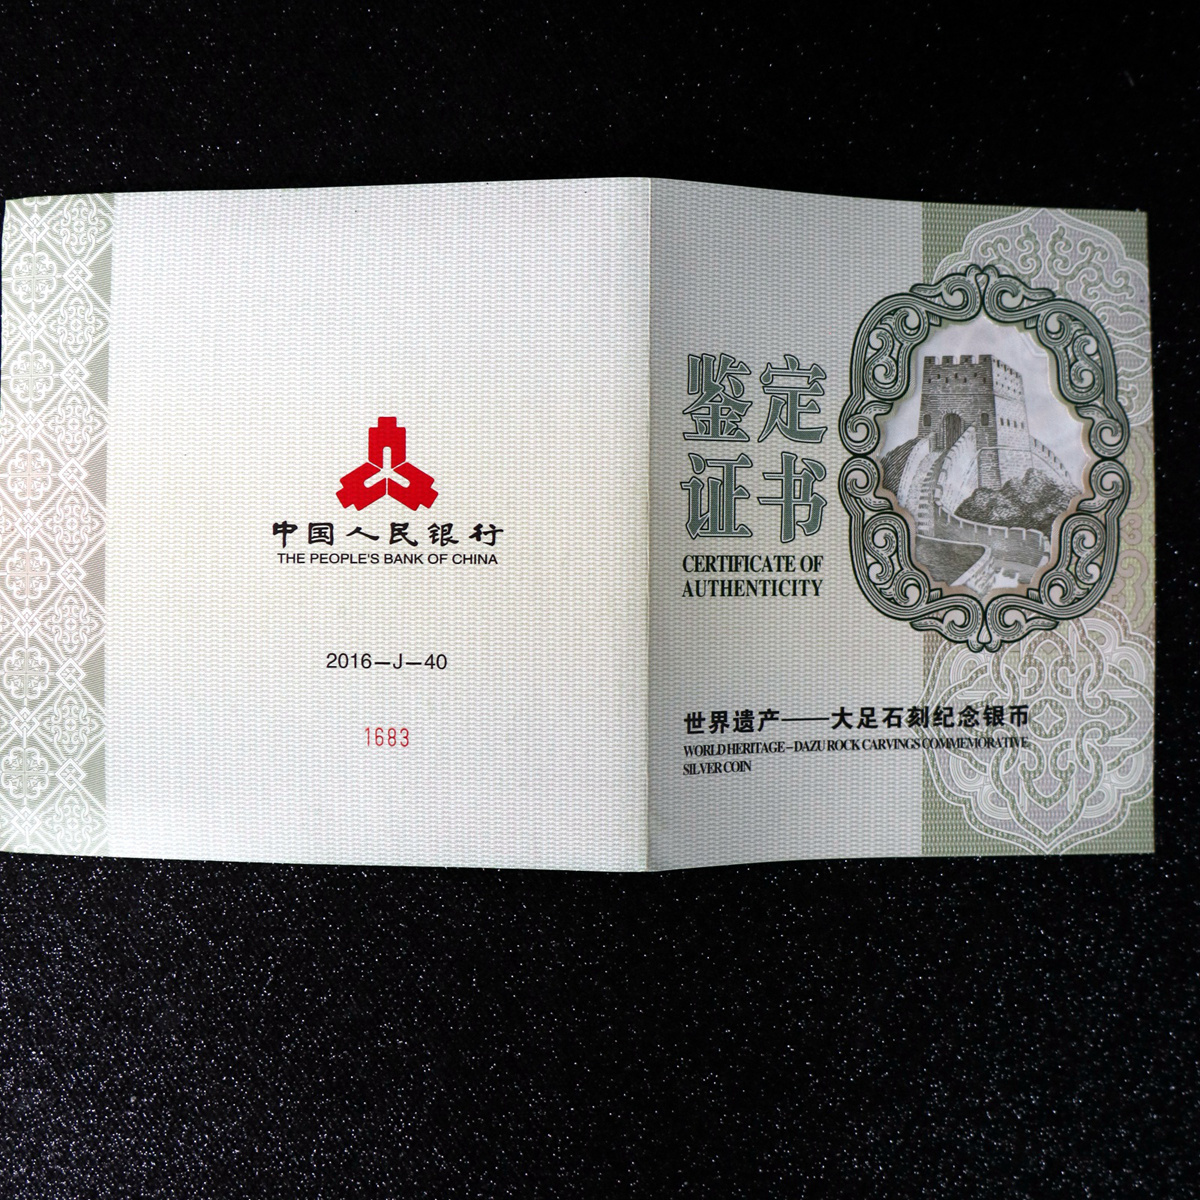 中国人民银行
THE PEOPLE'S BANK OF CHINA
2016—J—40
1683
鉴定
证书
CERTIFICATE OF
AUTHENTICITY
世界遗产——大足石刻纪念银币
WORLD HERITAGE – DAZU ROCK CARVINGS COMMEMORATIVE
SILVER COIN